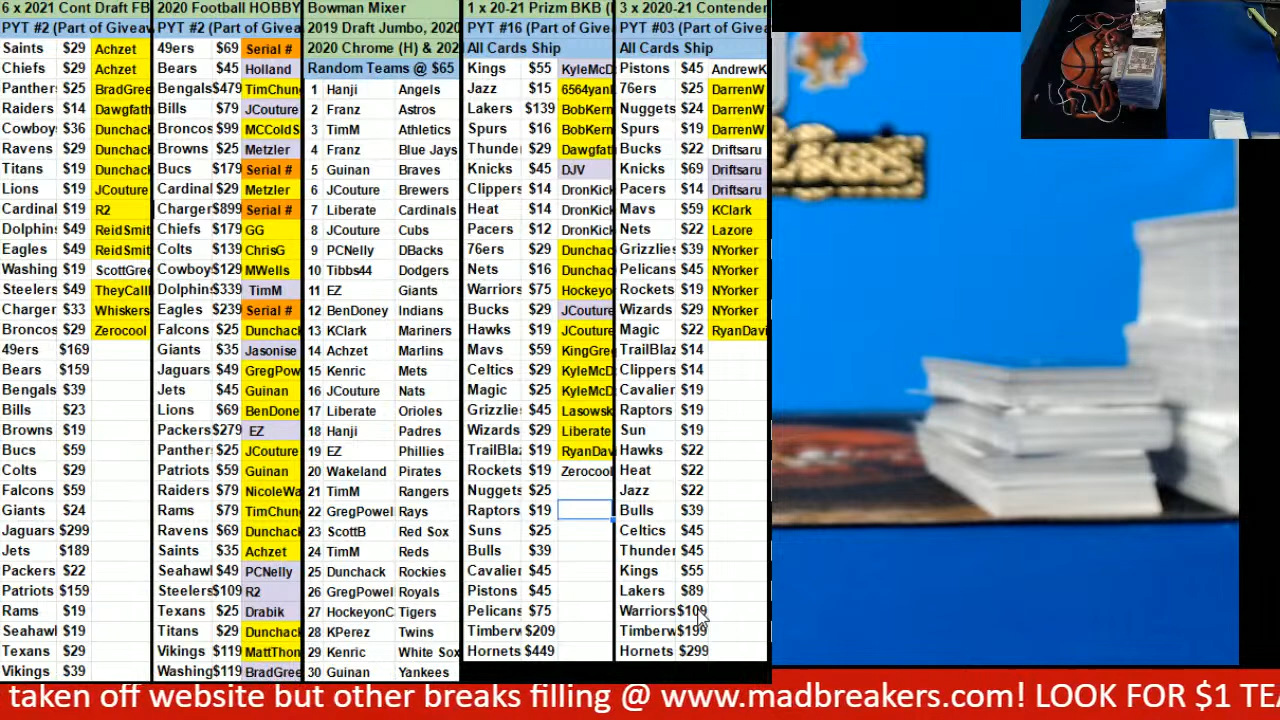 6 x 2021 Cont Draft FB 2020 Football HOBBY Bowman Mixer 1 x 20-21 Prizm BKB ( 3 x 2020-21 Contender
PYT #2 (Part of Giveaw PYT #2 (Part of Givea 2019 Draft Jumbo, 2020 PYT #16 (Part of Givea PYT #03 (Part of Givea
Saints $29 Achzet 49ers $69 Serial # 2020 Chrome (H) & 202 All Cards Ship All Cards Ship
Chiefs $29 Achzet Bears $45 Holland Random Teams @ $65 Kings $55 KyleMcD Pistons $45 AndrewK
Panthers $25 BradGree Bengals $479 TimChun 1 Hanji Angels Jazz $15 6564yan 76ers $25 DarrenW
Raiders $14 Dawgfath Bills $79 JCouture 2 Franz Astros Lakers $139 BobKern Nuggets $24 DarrenW
Cowboy $36 Dunchack Broncos $99 MCColdS 3 TimM Athletics Spurs $16 BobKern Spurs $19 DarrenW
Ravens $29 Dunchack Browns $25 Metzler 4 Franz Blue Jays Thunde $29 Dawgfath Bucks $22 Driftsaru
Titans $19 Dunchack Bucs $179 Serial # 5 Guinan Braves Knicks $45 DJV Knicks $69 Driftsaru
Lions $19 JCouture Cardinal $29 Metzler 6 JCouture Brewers Clippers $14 DronKick Pacers $14 Driftsaru
Cardinal $19 R2 Charger $899 Serial # 7 Liberate Cardinals Heat $14 DronKick Mavs $59 KClark
Dolphin $49 ReidSmit Chiefs $179 GG 8 JCouture Cubs Pacers $12 DronKick Nets $22 Lazore
Eagles $49 ReidSmit Colts $139 ChrisG 9 PCNelly DBacks 76ers $29 Dunchac Grizzlie $39 NYorker
Washing $19 ScottGree Cowboy $129 MWells 10 Tibbs44 Dodgers Nets $16 Dunchac Pelicans $45 NYorker
Steelers $49 TheyCallI Dolphin $339 TimM 11 EZ Giants Warriors $75 Hockeyo Rockets $19 NYorker
Charger $33 Whiskers Eagles $239 Serial # 12 BenDoney Indians Bucks $29 JCouture Wizards $29 NYorker
Broncos $29 Zerocool Falcons $25 Dunchack 13 KClark Mariners Hawks $19 JCouture Magic $22 RyanDavi
49ers $169 Giants $35 Jasonise 14 Achzet Marlins Mavs $59 KingGre TrailBlaz $14
Bears $159 Jaguars $49 GregPow 15 Kenric Mets Celtics $29 KyleMcD Clippers $14
Bengals $39 Jets $45 Guinan 16 JCouture Nats Magic $25 KyleMcD Cavalier $19
Bills $23 Lions $69 BenDone 17 Liberate Orioles Grizzlie $45 Lasowsk Raptors $19
Browns $19 Packers $279 EZ 18 Hanji Padres Wizards $29 Liberate Sun $19
Bucs $59 Panther $25 JCouture 19 EZ Phillies TrailBla $19 RyanDav Hawks $22
Colts $29 Patriots $59 Guinan 20 Wakeland Pirates Rockets $19 Zerocool Heat $22
Falcons $59 Raiders $79 NicoleWa 21 TimM Rangers Nuggets $25 Jazz $22
Giants $24 Rams $79 TimChun 22 GregPowel Rays Raptors $19 Bulls $39
Jaguars $299 Ravens $69 Dunchack 23 ScottB Red Sox Suns $25 Celtics $45
Jets $189 Saints $35 Achzet 24 TimM Reds Bulls $39 Thunder $45
Packers $22 Seahawl $49 PCNelly 25 Dunchack Rockies Cavalie $45 Kings $55
Patriots $159 Steelers $109 R2 26 GregPowel Royals Pistons $45 Lakers $89
Rams $19 Texans $25 Drabik 27 HockeyonC Tigers Pelicans $75 Warriors $109
Seahawl $19 Titans $29 Dunchack 28 KPerez Twins Timberw $209 Timberw $199
Texans $29 Vikings $119 MattThon 29 Kenric White Sox Hornets $449 Hornets $299
Vikings $39 Washing $119 BradGree 30 Guinan Yankees
taken off website but other breaks filling @ www.madbreakers.com! LOOK FOR $1 TEA